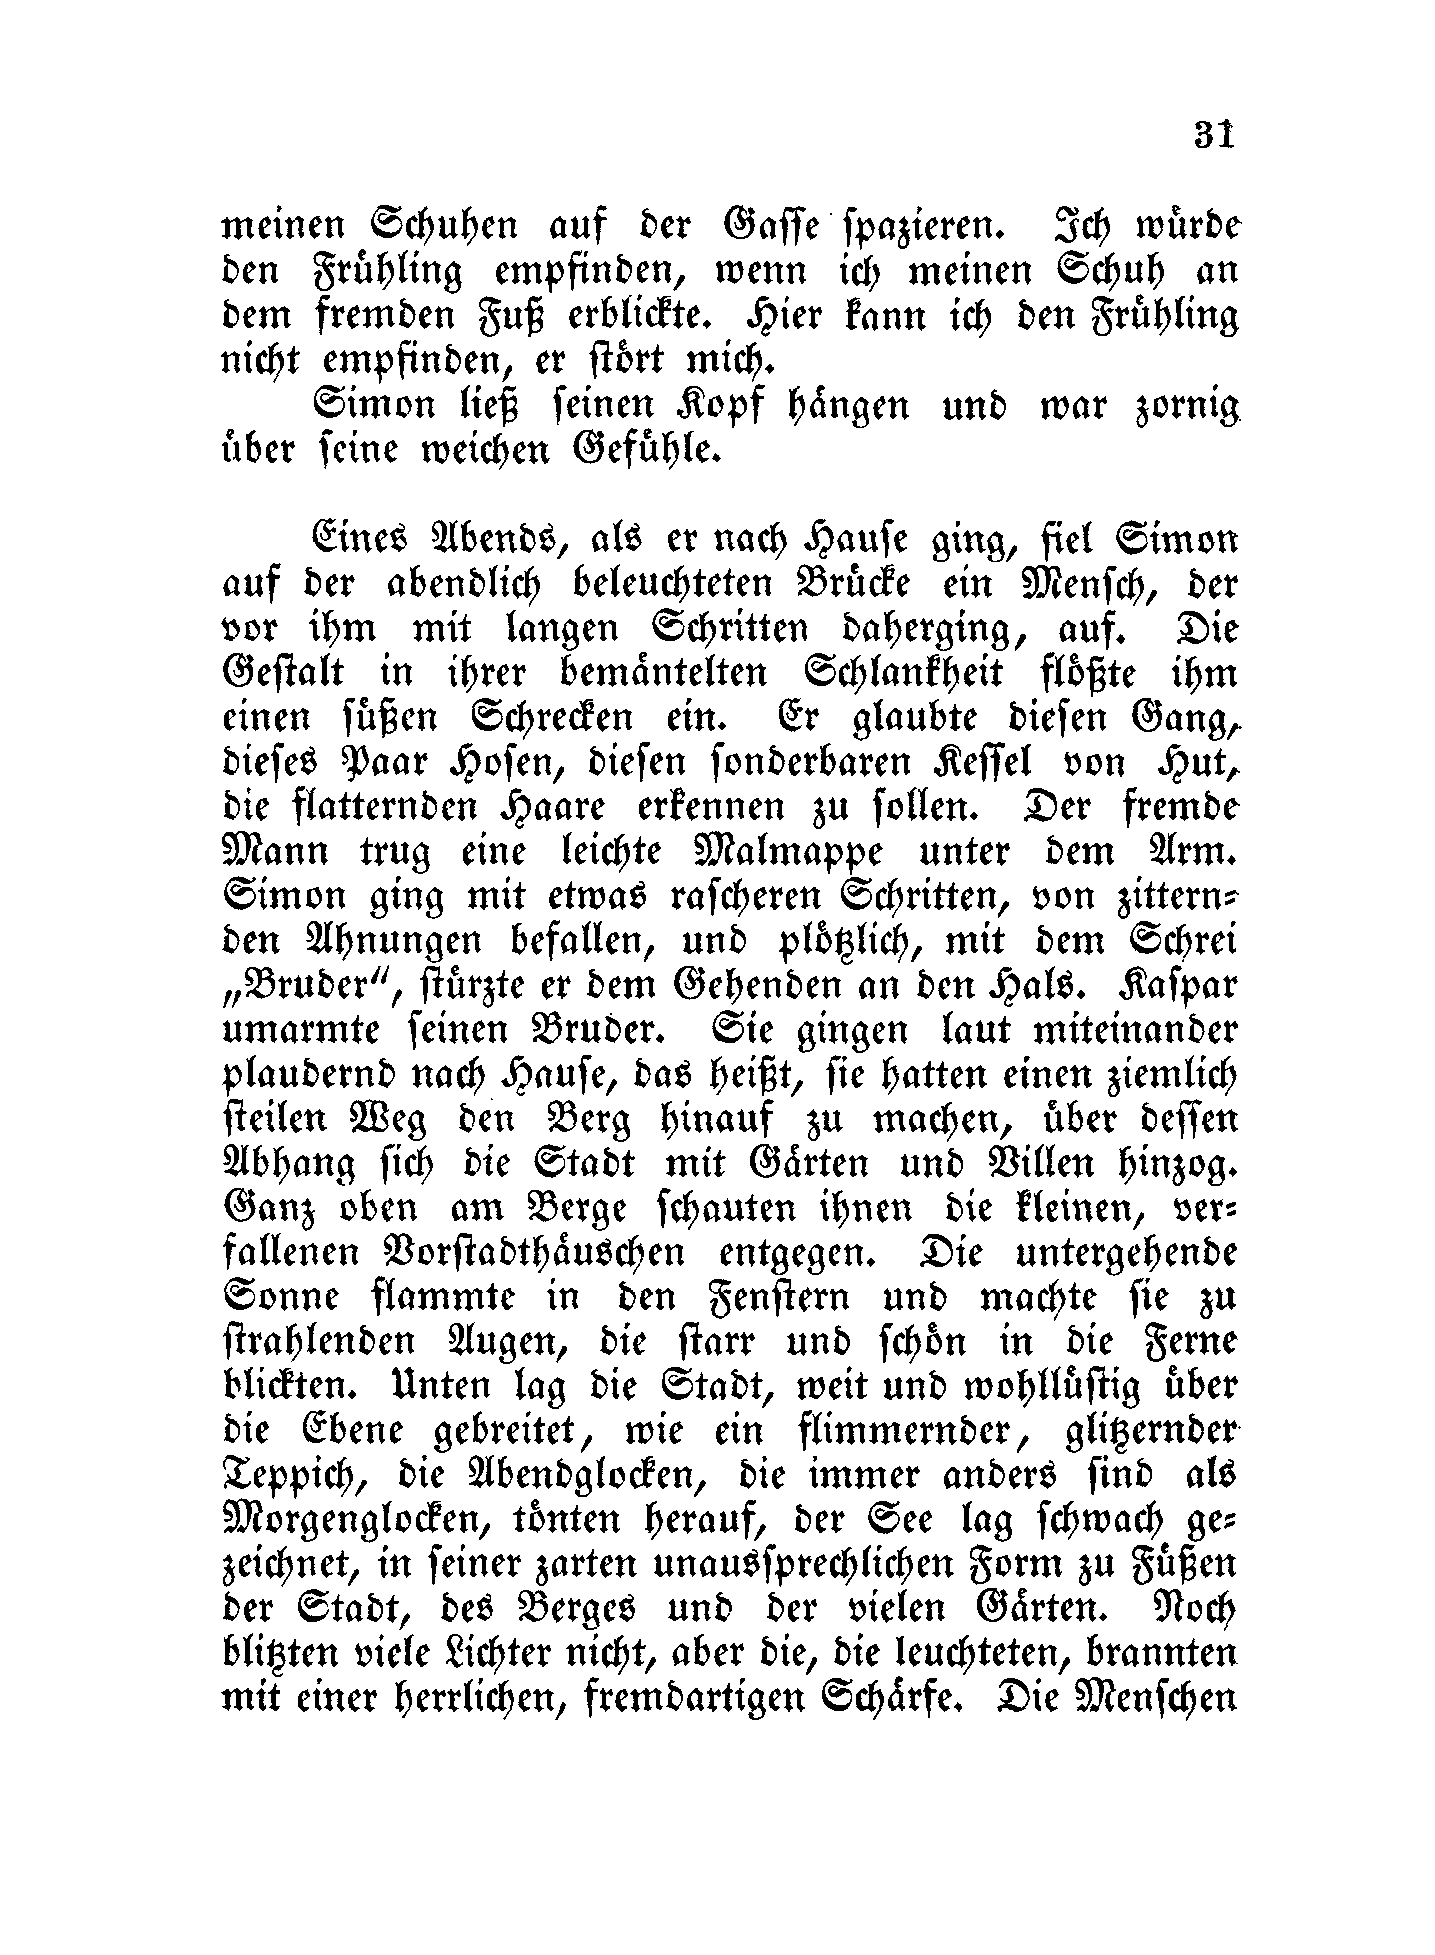 31
meinen Schuhen auf der Gasse spazieren. Ich würde
den Frühling empfinden, wenn ich meinen Schuh an
dem fremden Fuß erblickte. Hier kann ich den Frühling
nicht empfinden, er stört mich.
Simon ließ seinen Kopf hängen und war zornig
über seine weichen Gefühle.
Eines Abends, als er nach Hause ging, fiel Simon
auf der abendlich beleuchteten Brücke ein Mensch, der
vor ihm mit langen Schritten daherging, auf. Die
Gestalt in ihrer bemäntelten Schlankheit flößte ihm
einen süßen Schrecken ein. Er glaubte diesen Gang,
dieses Paar Hosen, diesen sonderbaren Kessel von Hut,
die flatternden Haare erkennen zu sollen. Der fremde
Mann trug eine leichte Malmappe unter dem Arm.
Simon ging mit etwas rascheren Schritten, von zittern-
den Ahnungen befallen, und plötzlich, mit dem Schrei
„Bruder“, stürzte er dem Gehenden an den Hals. Kaspar
umarmte seinen Bruder. Sie gingen laut miteinander
plaudernd nach Hause, das heißt, sie hatten einen ziemlich
steilen Weg den Berg hinauf zu machen, über dessen
Abhang sich die Stadt mit Gärten und Villen hinzog.
Ganz oben am Berge schauten ihnen die kleinen, ver-
fallenen Vorstadthäuschen entgegen. Die untergehende
Sonne flammte in den Fenstern und machte sie zu
strahlenden Augen, die starr und schön in die Ferne
blickten. Unten lag die Stadt, weit und wohllüstig über
die Ebene gebreitet, wie ein flimmernder, glitzernder
Teppich, die Abendglocken, die immer anders sind als
Morgenglocken, tönten herauf, der See lag schwach ge-
zeichnet, in seiner zarten unaussprechlichen Form zu Füßen
der Stadt, des Berges und der vielen Gärten. Noch
blitzten viele Lichter nicht, aber die, die leuchteten, brannten
mit einer herrlichen, fremdartigen Schärfe. Die Menschen